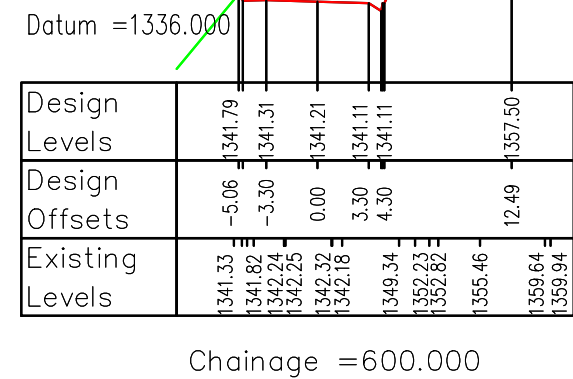 Datum =1336.000
Design Levels
1341.79 1341.31 1341.21 1341.11 1341.11 1357.50
Design Offsets
-5.06 -3.30 0.00 3.30 4.30 12.49
Existing Levels
1341.33 1341.82 1342.24 1342.25 1342.32 1342.18 1349.34 1352.23 1352.82 1355.46 1359.64 1359.94
Chainage =600.000